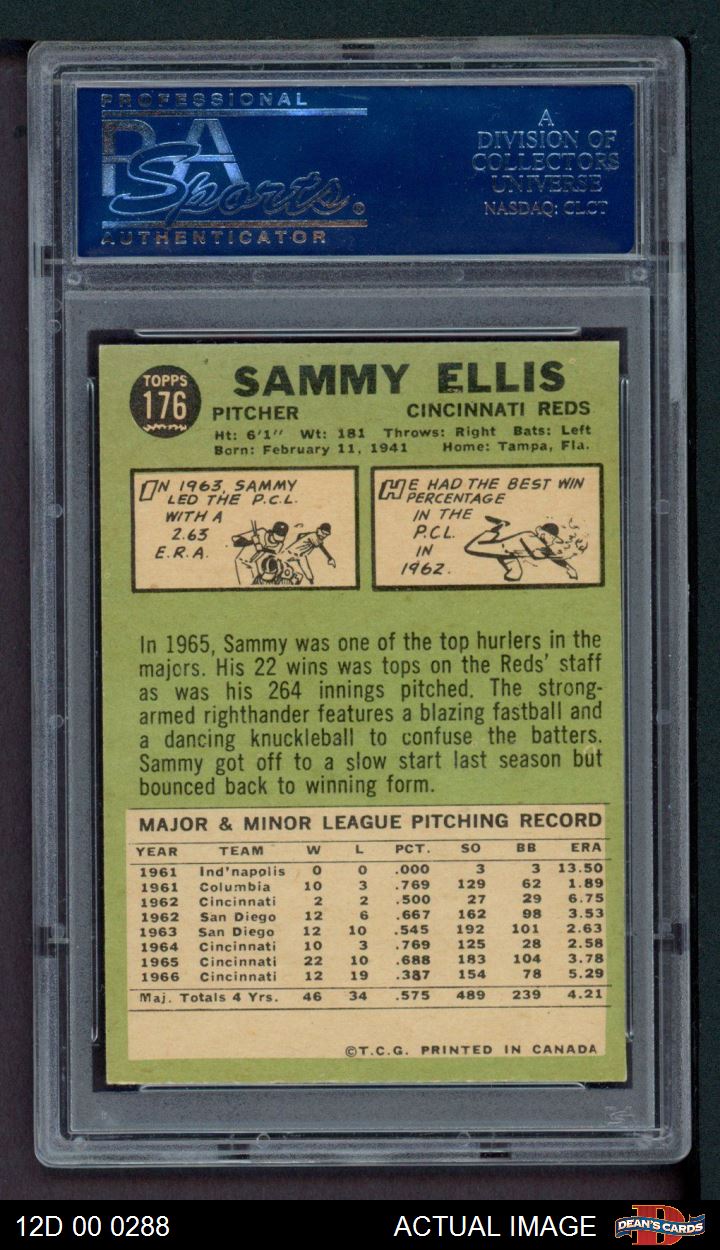 PROFESSIONAL
PSA
Sports®
AUTHENTICATOR
A
DIVISION OF
COLLECTORS
UNIVERSE
NASDAQ: CLCT
TOPPS
176
SAMMY ELLIS
PITCHER CINCINNATI REDS
Ht: 6'1" Wt: 181 Throws: Right Bats: Left
Born: February 11, 1941 Home: Tampa, Fla.
IN 1963, SAMMY
LED THE P.C.L.
WITH A
2.63
E.R.A.
HE HAD THE BEST WIN
PERCENTAGE
IN THE
P.C.L.
IN
1962.
In 1965, Sammy was one of the top hurlers in the
majors. His 22 wins was tops on the Reds' staff
as was his 264 innings pitched. The strong-
armed righthander features a blazing fastball and
a dancing knuckleball to confuse the batters.
Sammy got off to a slow start last season but
bounced back to winning form.
MAJOR & MINOR LEAGUE PITCHING RECORD
YEAR TEAM W L PCT. SO BB ERA
1961 Ind'napolis 0 0 .000 3 3 13.50
1961 Columbia 10 3 .769 129 62 1.89
1962 Cincinnati 2 2 .500 27 29 6.75
1962 San Diego 12 6 .667 162 98 3.53
1963 San Diego 12 10 .545 192 101 2.63
1964 Cincinnati 10 3 .769 125 28 2.58
1965 Cincinnati 22 10 .688 183 104 3.78
1966 Cincinnati 12 19 .387 154 78 5.29
Maj. Totals 4 Yrs. 46 34 .575 489 239 4.21
©T.C.G. PRINTED IN CANADA
12D 00 0288 ACTUAL IMAGE
D
DEAN'S CARDS